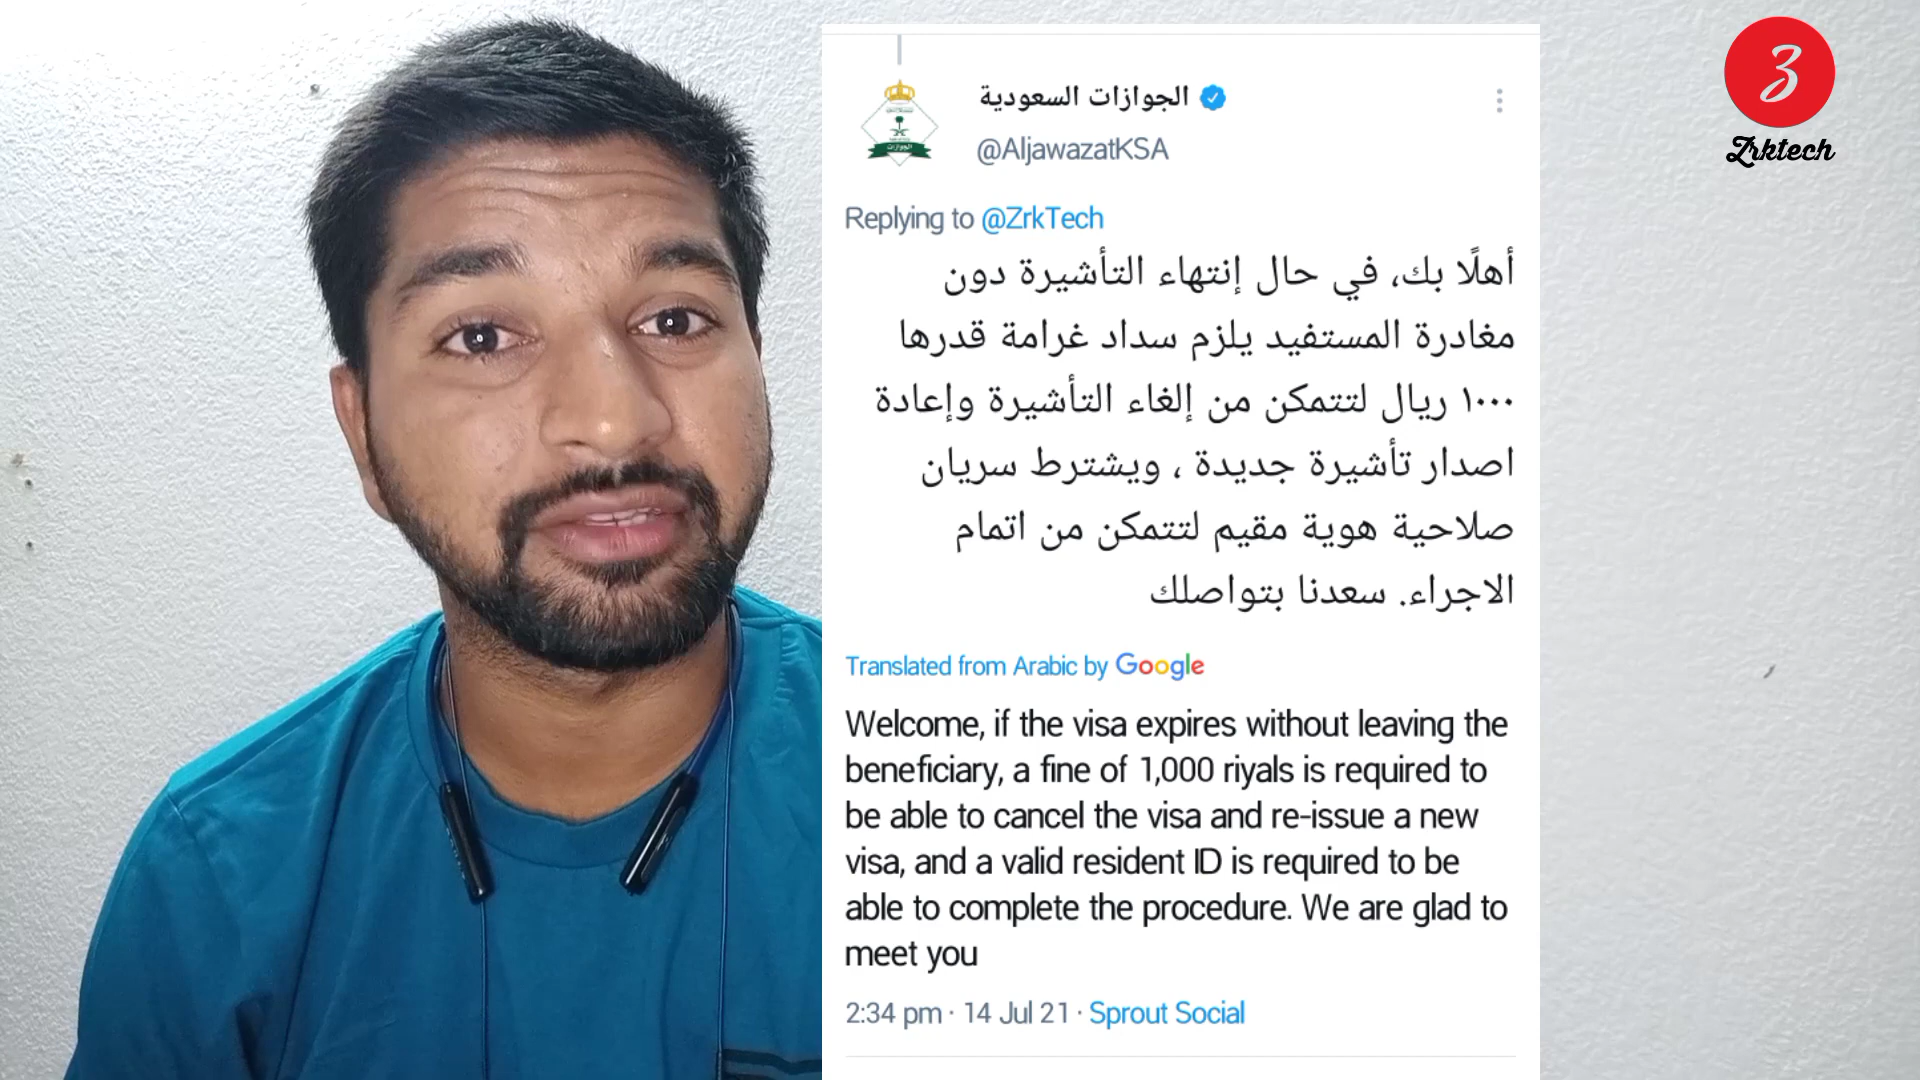 3
Zrktech
الجوازات السعودية
@AljawazatKSA
Replying to @ZrkTech
أهلًا بك، في حال إنتهاء التأشيرة دون
مغادرة المستفيد يلزم سداد غرامة قدرها
١٠٠٠ ريال لتتمكن من إلغاء التأشيرة وإعادة
اصدار تأشيرة جديدة ، ويشترط سريان
صلاحية هوية مقيم لتتمكن من اتمام
الاجراء. سعدنا بتواصلك
Translated from Arabic by Google
Welcome, if the visa expires without leaving the
beneficiary, a fine of 1,000 riyals is required to
be able to cancel the visa and re-issue a new
visa, and a valid resident ID is required to be
able to complete the procedure. We are glad to
meet you
2:34 pm · 14 Jul 21 · Sprout Social